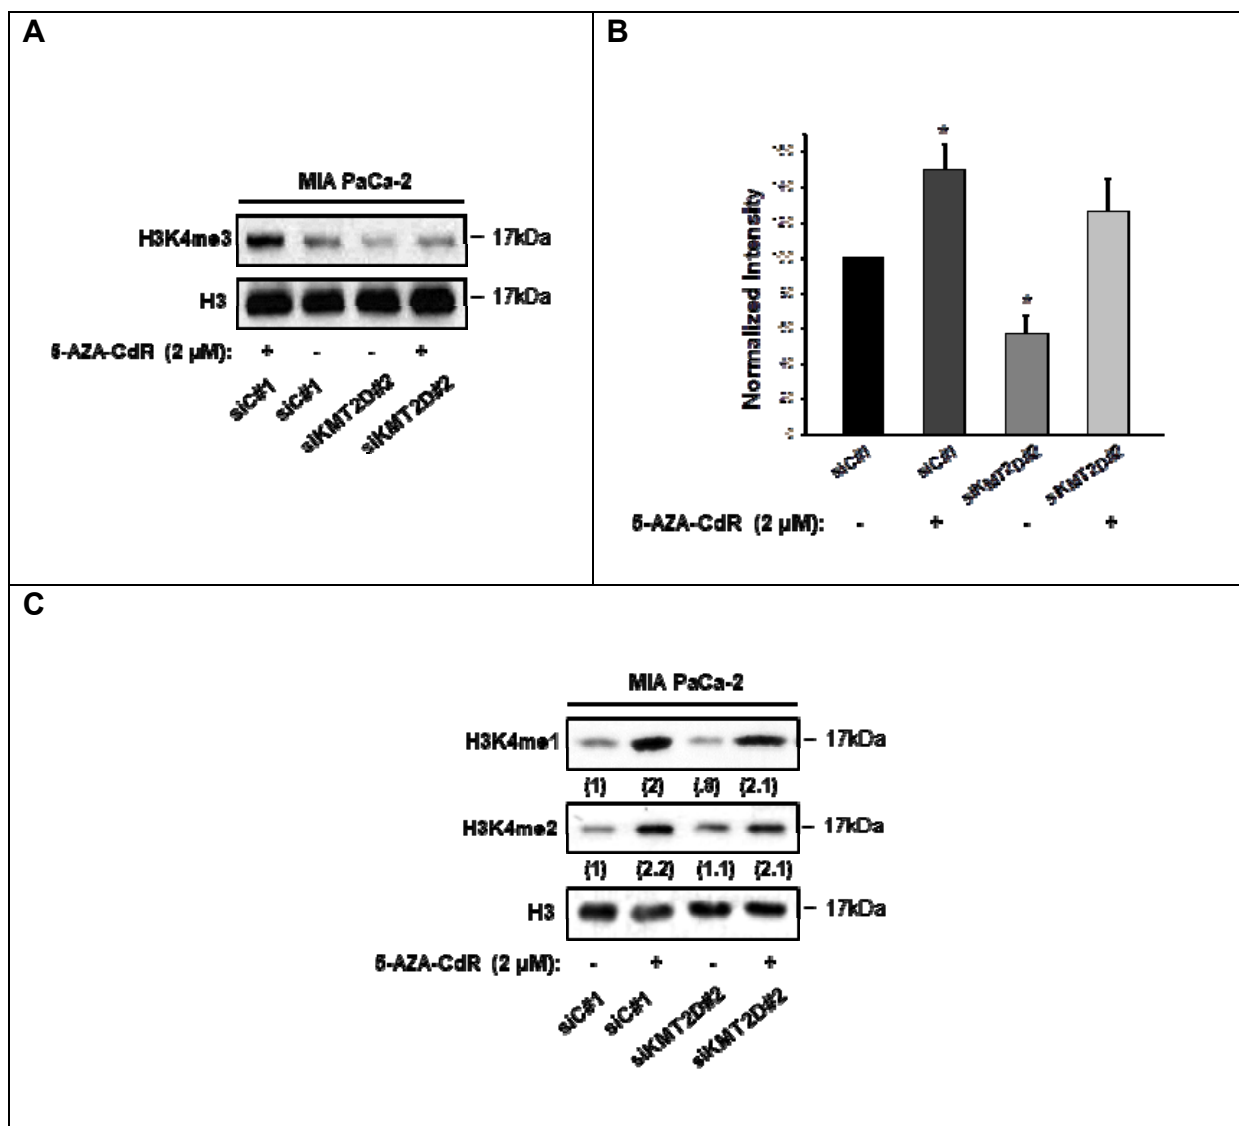 A
MIA PaCa-2
H3K4me3
17kDa
H3
17kDa
5-AZA-CdR (2 µM): + - - +
siC#1 siC#1 siKMT2D#2 siKMT2D#2
B
*
*
Normalized Intensity
siC#1 siC#1 siKMT2D#2 siKMT2D#2
5-AZA-CdR (2 µM): - + - +
C
MIA PaCa-2
H3K4me1
17kDa
(1) (2) (.8) (2.1)
H3K4me2
17kDa
(1) (2.2) (1.1) (2.1)
H3
17kDa
5-AZA-CdR (2 µM): - + - +
siC#1 siC#1 siKMT2D#2 siKMT2D#2